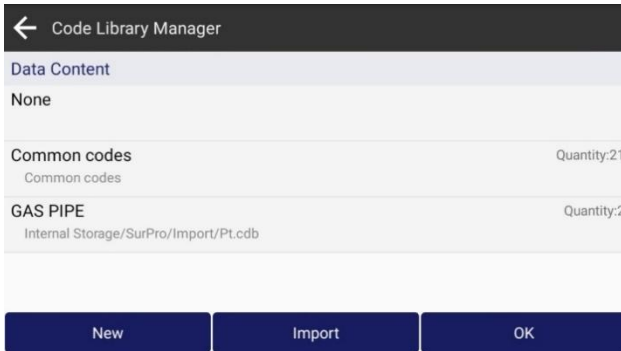 Code Library Manager
Data Content
None
Common codes Quantity:21
Common codes
GAS PIPE Quantity:2
Internal Storage/SurPro/Import/Pt.cdb
New Import OK